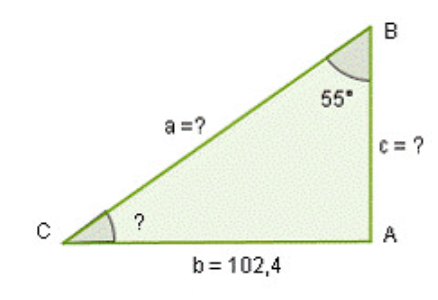 B
55°
a =?
c = ?
C
?
A
b = 102,4